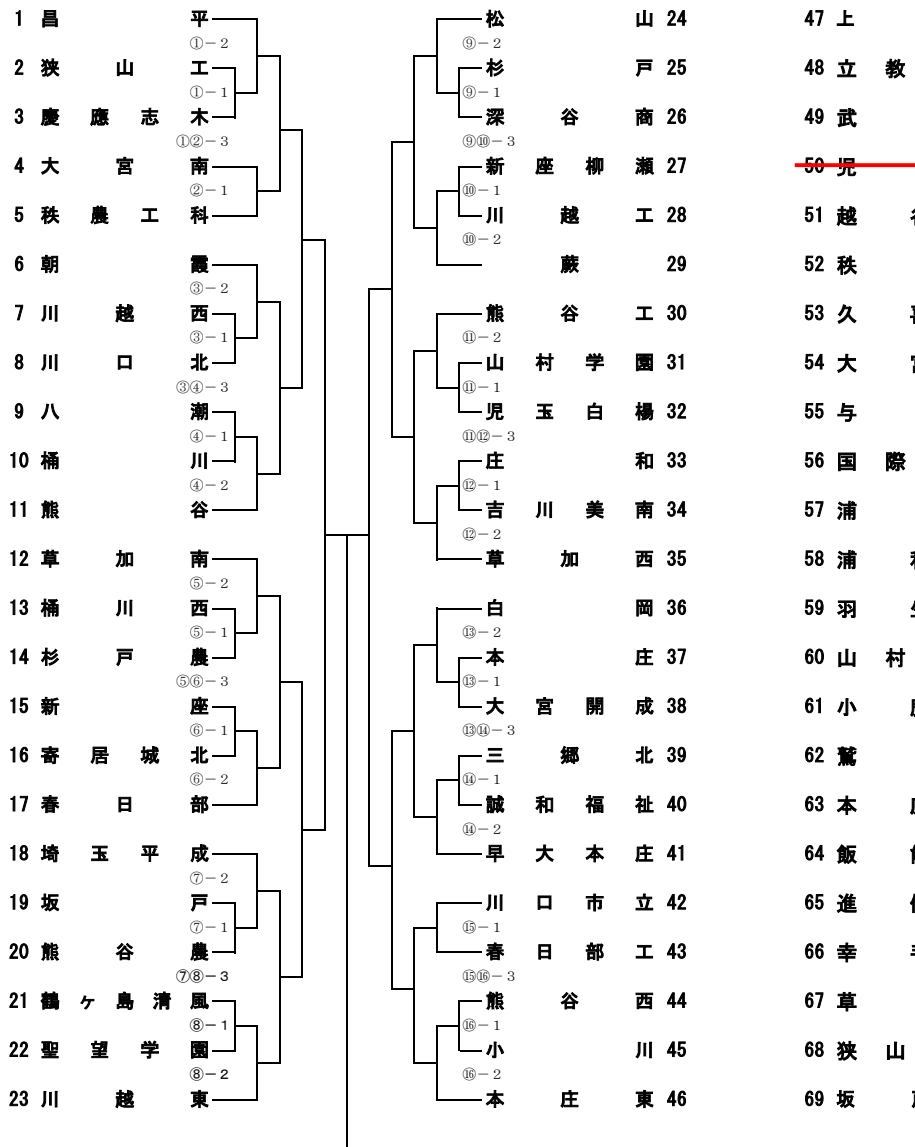 1 昌 平
①－2
2 狭 山 工
①－1
3 慶 應 志 木
①②－3
4 大 宮 南
②－1
5 秩 農 工 科
6 朝 霞
③－2
7 川 越 西
③－1
8 川 口 北
③④－3
9 八 潮
④－1
10 桶 川
④－2
11 熊 谷
12 草 加 南
⑤－2
13 桶 川 西
⑤－1
14 杉 戸 農
⑤⑥－3
15 新 座
⑥－1
16 寄 居 城 北
⑥－2
17 春 日 部
18 埼 玉 平 成
⑦－2
19 坂 戸
⑦－1
20 熊 谷 農
⑦⑧－3
21 鶴 ヶ 島 清 風
⑧－1
22 聖 望 学 園
⑧－2
23 川 越 東
松 山 24
⑨－2
杉 戸 25
⑨－1
深 谷 商 26
⑨⑩－3
新 座 柳 瀬 27
⑩－1
川 越 工 28
⑩－2
蕨 29
熊 谷 工 30
⑪－2
山 村 学 園 31
⑪－1
児 玉 白 楊 32
⑪⑫－3
庄 和 33
⑫－1
吉 川 美 南 34
⑫－2
草 加 西 35
白 岡 36
⑬－2
本 庄 37
⑬－1
大 宮 開 成 38
⑬⑭－3
三 郷 北 39
⑭－1
誠 和 福 祉 40
⑭－2
早 大 本 庄 41
川 口 市 立 42
⑮－1
春 日 部 工 43
⑮⑯－3
熊 谷 西 44
⑯－1
小 川 45
⑯－2
本 庄 東 46
47 上
48 立 教
49 武
50 児
51 越
52 秩
53 久
54 大
55 与
56 国 際
57 浦
58 浦
59 羽
60 山 村
61 小
62 鷲
63 本
64 飯
65 進
66 幸
67 草
68 狭 山
69 坂